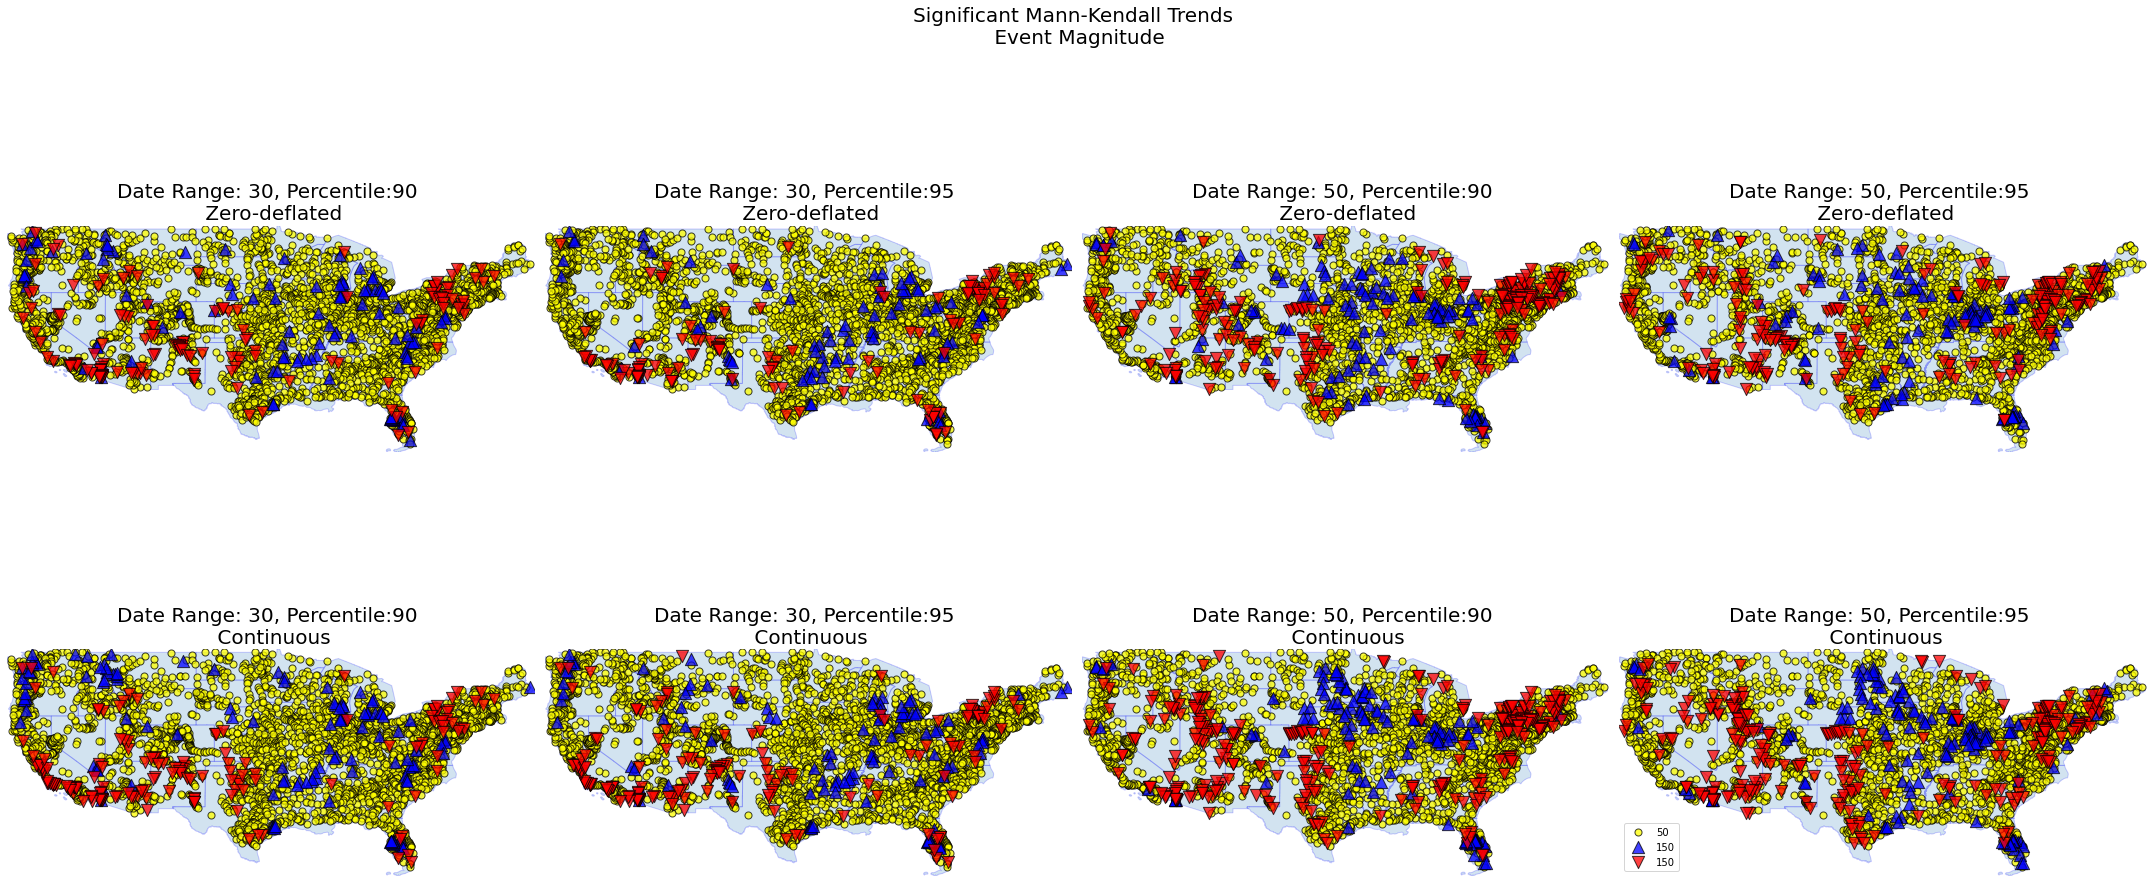 Significant Mann-Kendall Trends
Event Magnitude
Date Range: 30, Percentile:90
Zero-deflated
Date Range: 30, Percentile:95
Zero-deflated
Date Range: 50, Percentile:90
Zero-deflated
Date Range: 50, Percentile:95
Zero-deflated
Date Range: 30, Percentile:90
Continuous
Date Range: 30, Percentile:95
Continuous
Date Range: 50, Percentile:90
Continuous
Date Range: 50, Percentile:95
Continuous
50
150
150